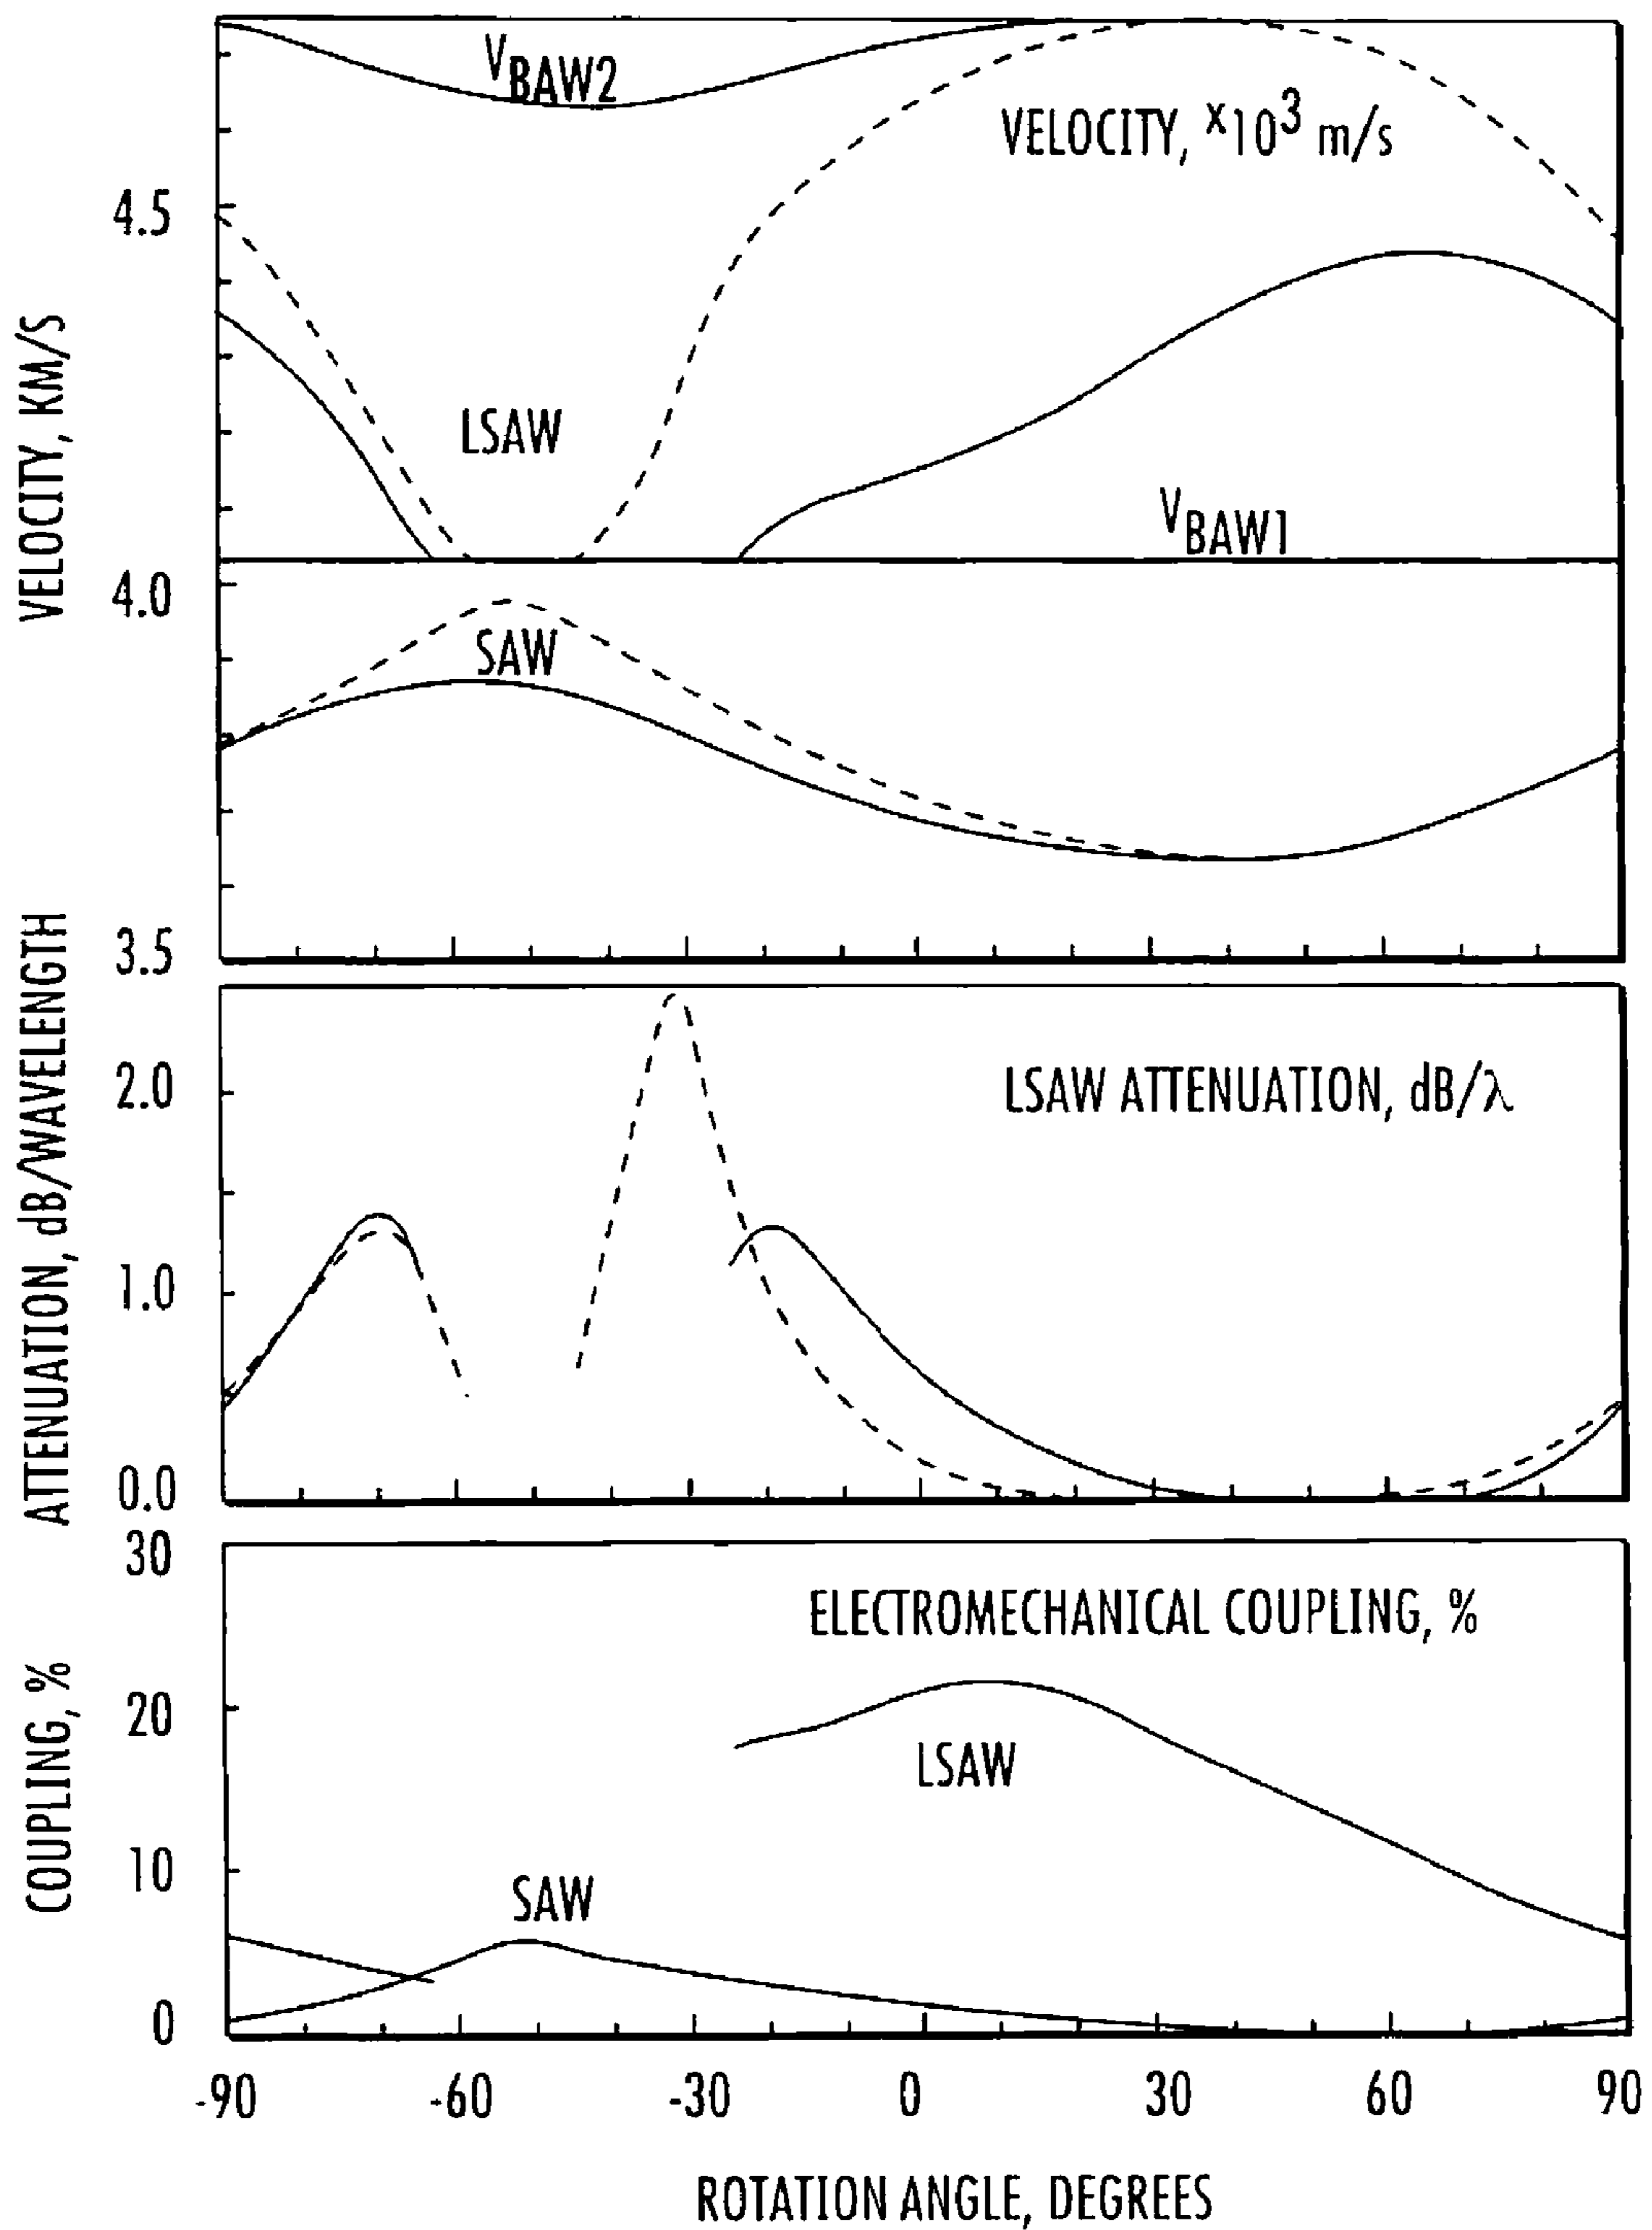 V BAW2
VELOCITY, x10³ m/s
4.5
LSAW
V BAW1
4.0
SAW
3.5
VELOCITY, KM/S
LSAW ATTENUATION, dB/λ
2.0
1.0
0.0
ATTENUATION, dB/WAVELENGTH
30
ELECTROMECHANICAL COUPLING, %
20
LSAW
10
SAW
0
COUPLING, %
-90 -60 -30 0 30 60 90
ROTATION ANGLE, DEGREES